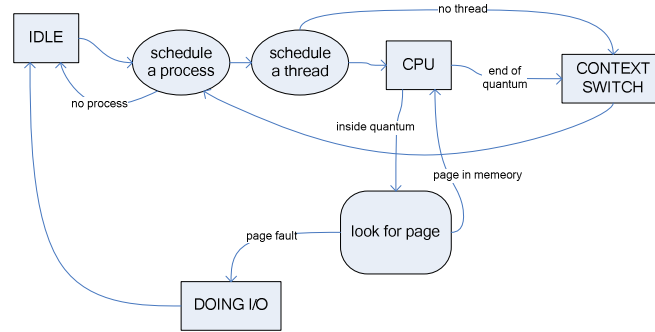 no thread
IDLE
schedule
a process
schedule
a thread
CPU
end of
quantum
CONTEXT
SWITCH
no process
inside quantum
page in memeory
look for page
page fault
DOING I/O